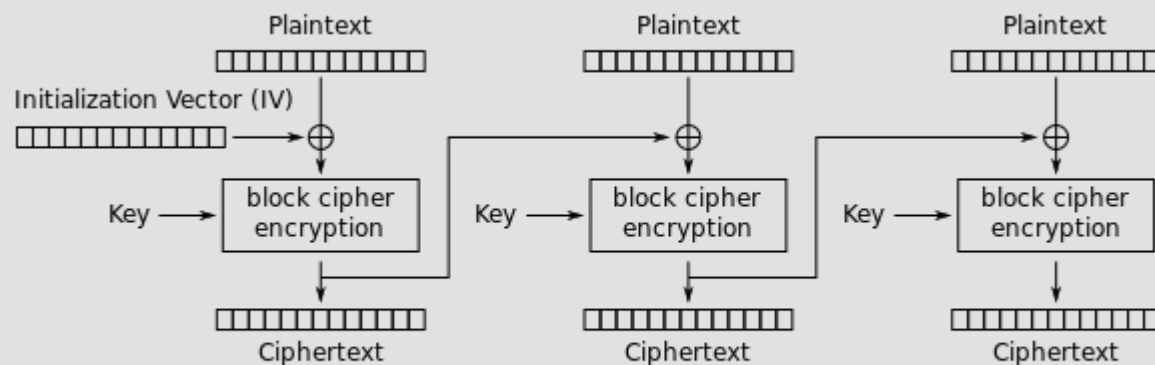 Plaintext
Plaintext
Plaintext
Initialization Vector (IV)
Key
block cipher
encryption
Key
block cipher
encryption
Key
block cipher
encryption
Ciphertext
Ciphertext
Ciphertext